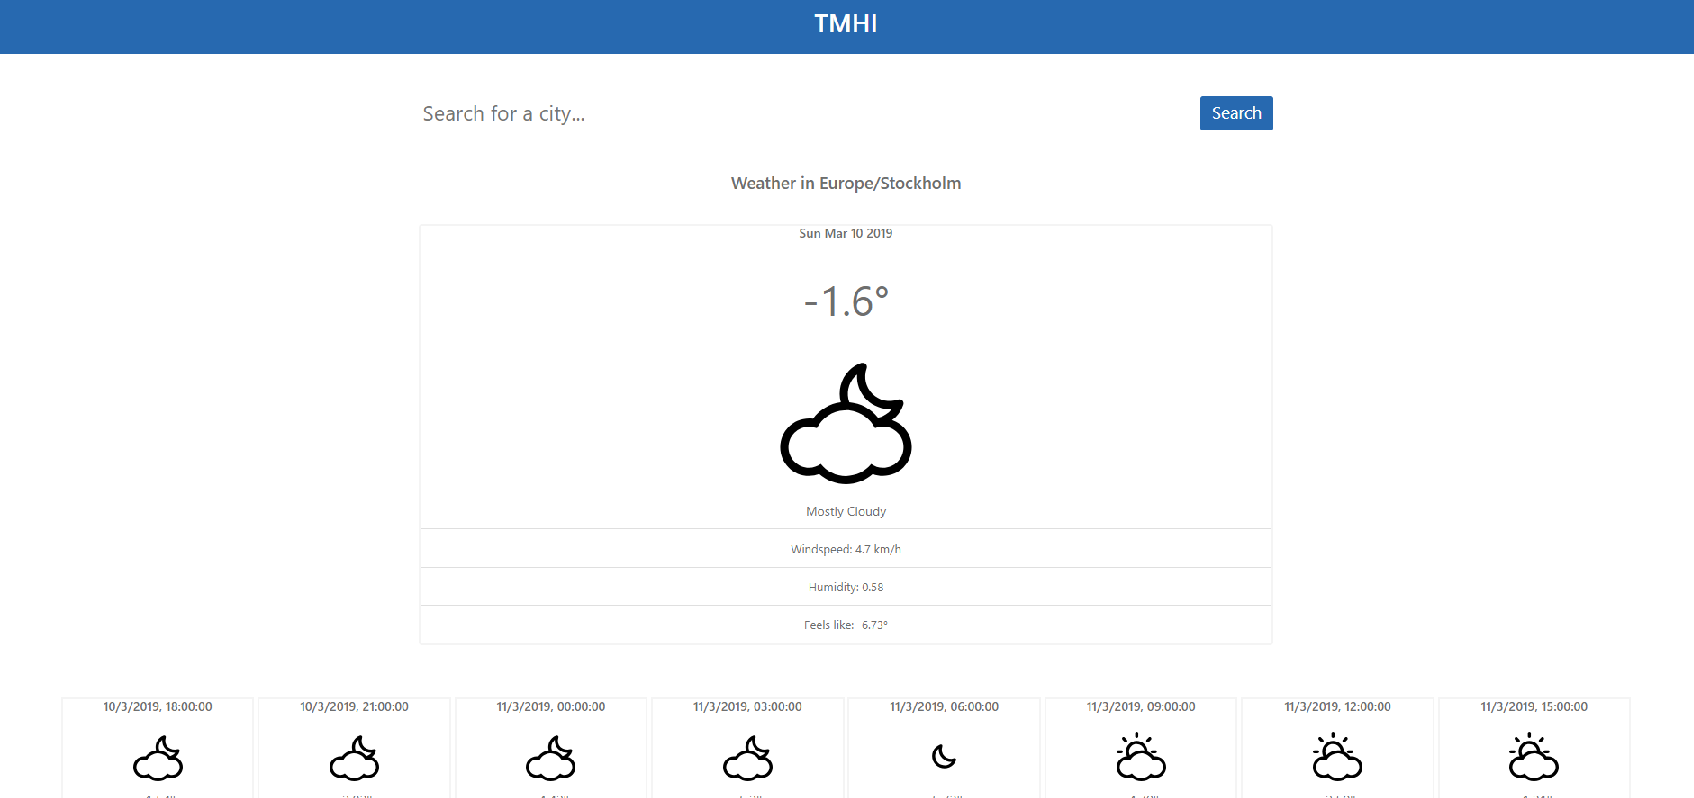 TMHI
Search for a city...
Search
Weather in Europe/Stockholm
Sun Mar 10 2019
-1.6°
Mostly Cloudy
Windspeed: 4.7 km/h
Humidity: 0.58
Feels like: -6.73°
10/3/2019, 18:00:00
10/3/2019, 21:00:00
11/3/2019, 00:00:00
11/3/2019, 03:00:00
11/3/2019, 06:00:00
11/3/2019, 09:00:00
11/3/2019, 12:00:00
11/3/2019, 15:00:00